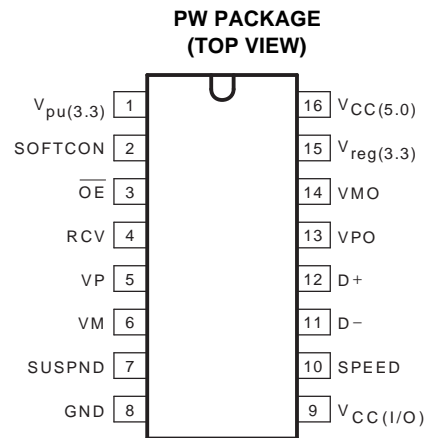 PW PACKAGE
(TOP VIEW)
Vpu(3.3) 1
SOFTCON 2
O̅E̅ 3
RCV 4
VP 5
VM 6
SUSPND 7
GND 8
16 VCC(5.0)
15 Vreg(3.3)
14 VMO
13 VPO
12 D+
11 D−
10 SPEED
9 VCC(I/O)